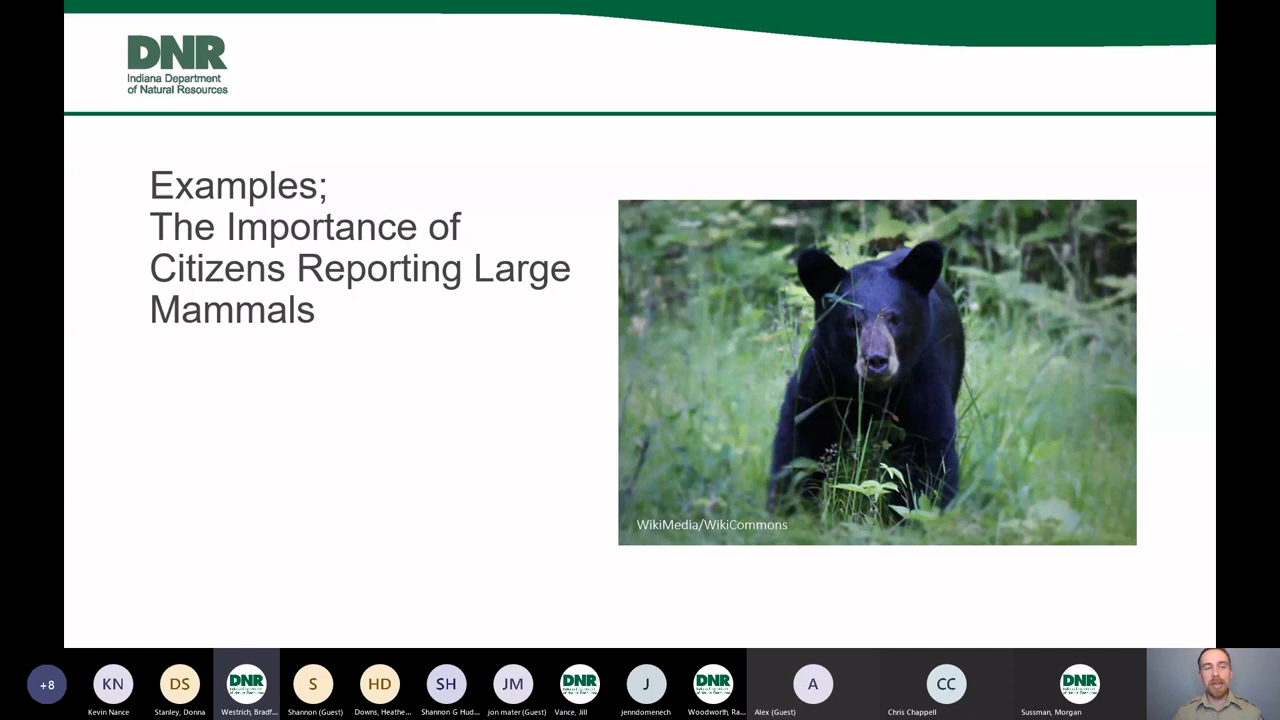 DNR
Indiana Department
of Natural Resources
Examples;
The Importance of
Citizens Reporting Large
Mammals
WikiMedia/WikiCommons
+8
KN
Kevin Nance
DS
Stanley, Donna
DNR
Westrich, Bradf...
S
Shannon (Guest)
HD
Downs, Heathe...
SH
Shannon G Hud...
JM
jon mater (Guest)
DNR
Vance, Jill
J
jenndomenech
DNR
Woodworth, Ra...
A
Alex (Guest)
CC
Chris Chappell
DNR
Sussman, Morgan